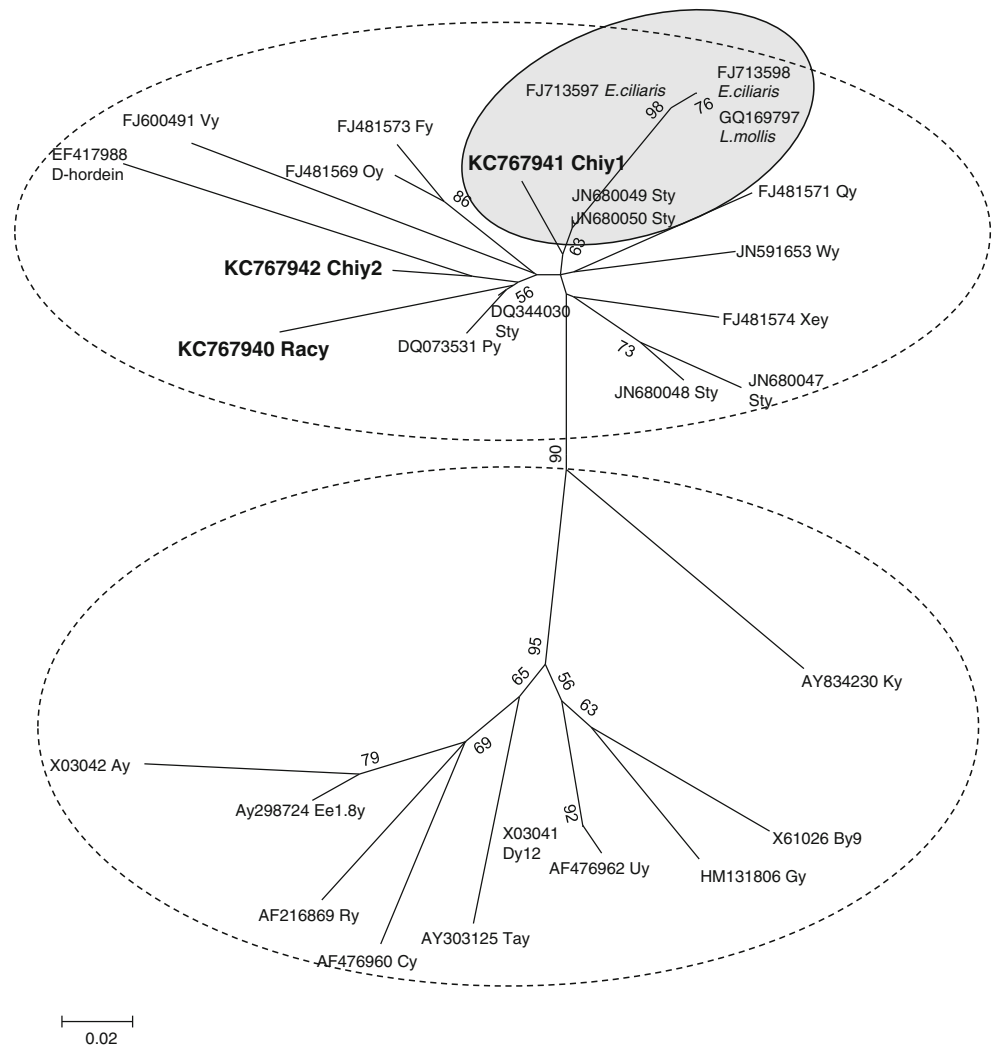 FJ713598
E.ciliaris
FJ713597 E.ciliaris
98
76
GQ169797
L.mollis
FJ600491 Vy
FJ481573 Fy
EF417988
D-hordein
FJ481569 Oy
KC767941 Chiy1
86
JN680049 Sty
JN680050 Sty
FJ481571 Qy
63
JN591653 Wy
KC767942 Chiy2
56
DQ344030
Sty
FJ481574 Xey
KC767940 Racy
DQ073531 Py
73
JN680048 Sty
JN680047
Sty
90
95
65
56
63
AY834230 Ky
69
79
X03042 Ay
Ay298724 Ee1.8y
92
X03041
Dy12
AF476962 Uy
X61026 By9
HM131806 Gy
AF216869 Ry
AY303125 Tay
AF476960 Cy
0.02